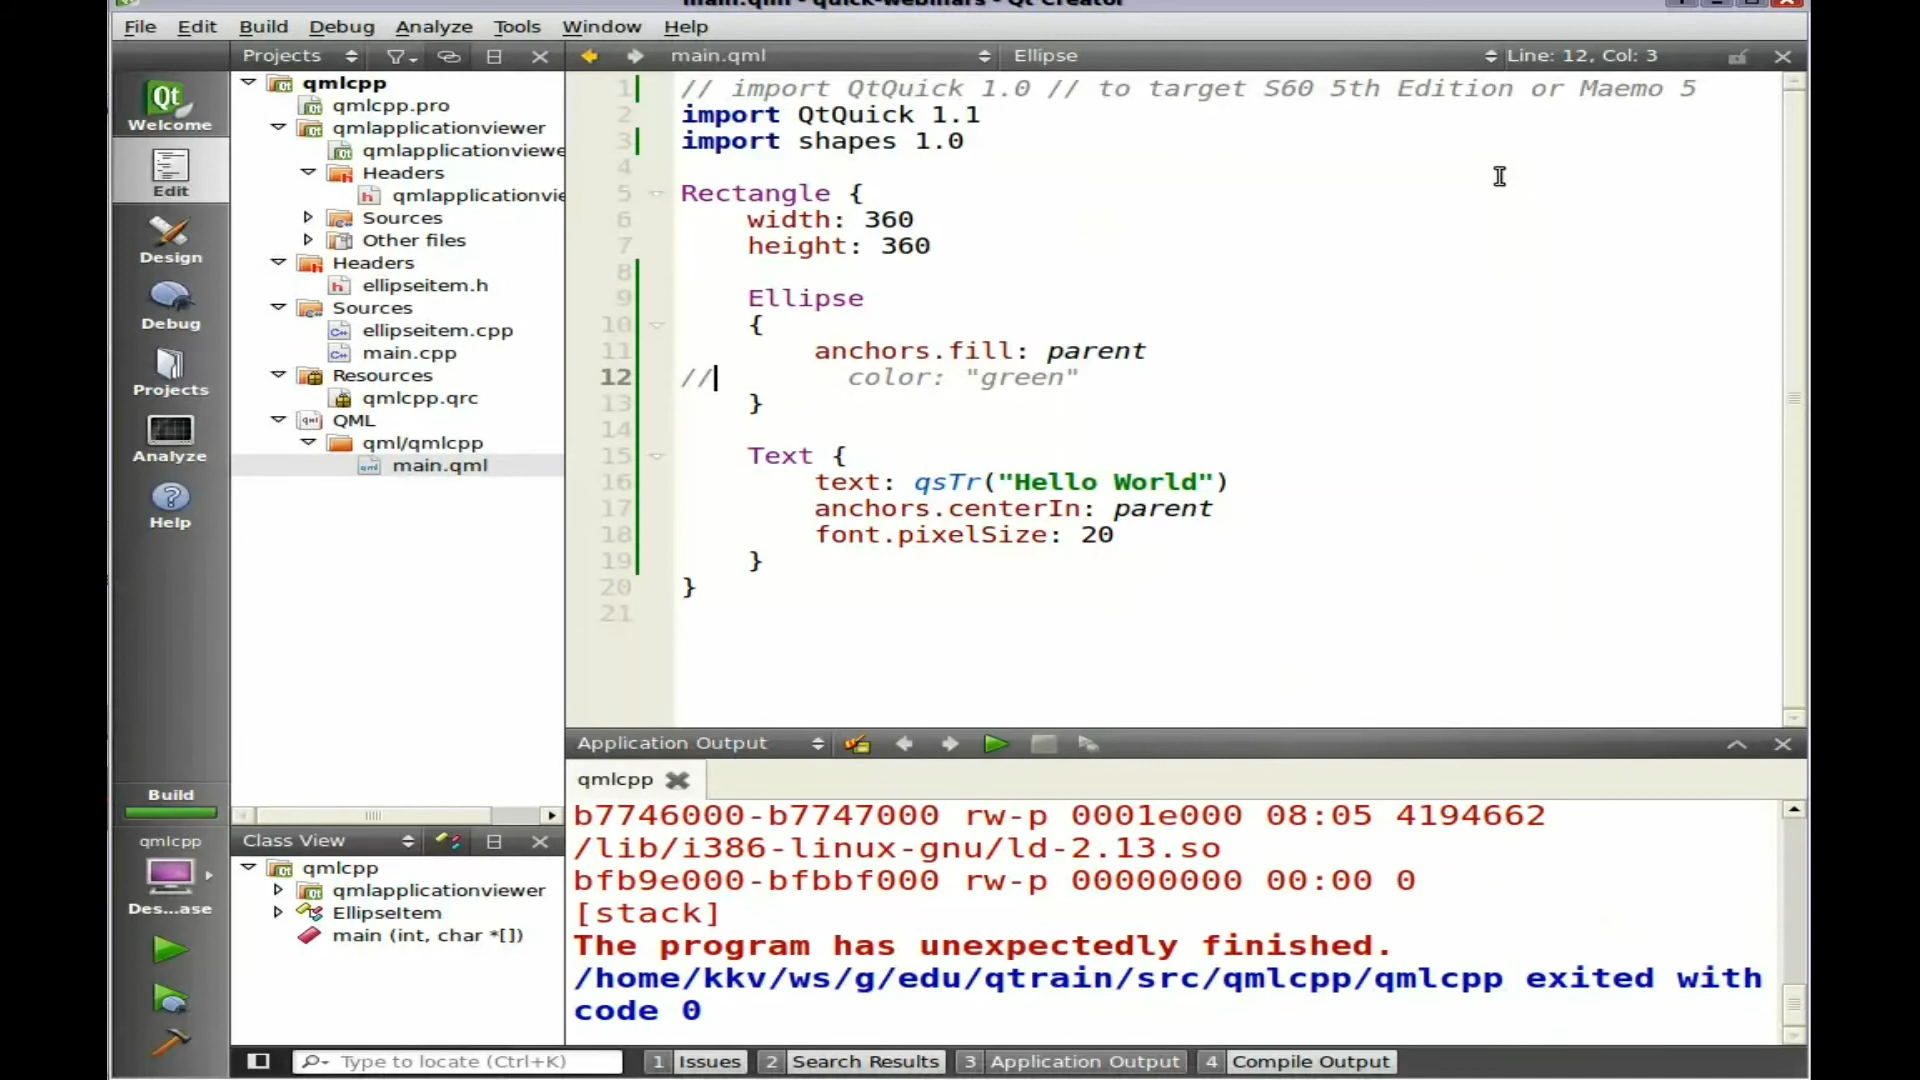 main.qml - quick-webinars - Qt Creator
File Edit Build Debug Analyze Tools Window Help
Projects
main.qml
Ellipse
Line: 12, Col: 3
Welcome
Edit
Design
Debug
Projects
Analyze
Help
Build
qmlcpp
Des...ase
qmlcpp
qmlcpp.pro
qmlapplicationviewer
qmlapplicationviewe
Headers
qmlapplicationvie
Sources
Other files
Headers
ellipseitem.h
Sources
ellipseitem.cpp
main.cpp
Resources
qmlcpp.qrc
QML
qml/qmlcpp
main.qml
Class View
qmlcpp
qmlapplicationviewer
EllipseItem
main (int, char *[])
1 // import QtQuick 1.0 // to target S60 5th Edition or Maemo 5
2 import QtQuick 1.1
3 import shapes 1.0
4
5 Rectangle {
6 width: 360
7 height: 360
8
9 Ellipse
10 {
11 anchors.fill: parent
12 // color: "green"
13 }
14
15 Text {
16 text: qsTr("Hello World")
17 anchors.centerIn: parent
18 font.pixelSize: 20
19 }
20 }
21
Application Output
qmlcpp
b7746000-b7747000 rw-p 0001e000 08:05 4194662
/lib/i386-linux-gnu/ld-2.13.so
bfb9e000-bfbbf000 rw-p 00000000 00:00 0
[stack]
The program has unexpectedly finished.
/home/kkv/ws/g/edu/qtrain/src/qmlcpp/qmlcpp exited with
code 0
Type to locate (Ctrl+K)
1 Issues 2 Search Results 3 Application Output 4 Compile Output